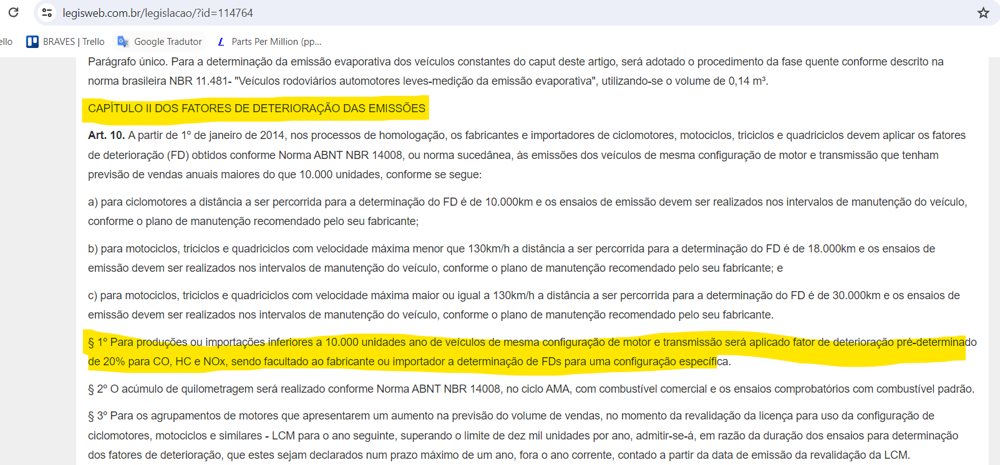 legisweb.com.br/legislacao/?id=114764
ello BRAVES | Trello Google Tradutor Parts Per Million (pp...
Parágrafo único. Para a determinação da emissão evaporativa dos veículos constantes do caput deste artigo, será adotado o procedimento da fase quente conforme descrito na
norma brasileira NBR 11.481- "Veículos rodoviários automotores leves-medição da emissão evaporativa", utilizando-se o volume de 0,14 m³.
CAPÍTULO II DOS FATORES DE DETERIORAÇÃO DAS EMISSÕES
Art. 10. A partir de 1º de janeiro de 2014, nos processos de homologação, os fabricantes e importadores de ciclomotores, motociclos, triciclos e quadriciclos devem aplicar os fatores
de deterioração (FD) obtidos conforme Norma ABNT NBR 14008, ou norma sucedânea, às emissões dos veículos de mesma configuração de motor e transmissão que tenham
previsão de vendas anuais maiores do que 10.000 unidades, conforme se segue:
a) para ciclomotores a distância a ser percorrida para a determinação do FD é de 10.000km e os ensaios de emissão devem ser realizados nos intervalos de manutenção do veículo,
conforme o plano de manutenção recomendado pelo seu fabricante;
b) para motociclos, triciclos e quadriciclos com velocidade máxima menor que 130km/h a distância a ser percorrida para a determinação do FD é de 18.000km e os ensaios de
emissão devem ser realizados nos intervalos de manutenção do veículo, conforme o plano de manutenção recomendado pelo seu fabricante; e
c) para motociclos, triciclos e quadriciclos com velocidade máxima maior ou igual a 130km/h a distância a ser percorrida para a determinação do FD é de 30.000km e os ensaios de
emissão devem ser realizados nos intervalos de manutenção do veículo, conforme o plano de manutenção recomendado pelo seu fabricante.
§ 1º Para produções ou importações inferiores a 10.000 unidades ano de veículos de mesma configuração de motor e transmissão será aplicado fator de deterioração pré-determinado
de 20% para CO, HC e NOx, sendo facultado ao fabricante ou importador a determinação de FDs para uma configuração específica.
§ 2º O acúmulo de quilometragem será realizado conforme Norma ABNT NBR 14008, no ciclo AMA, com combustível comercial e os ensaios comprobatórios com combustível padrão.
§ 3º Para os agrupamentos de motores que apresentarem um aumento na previsão do volume de vendas, no momento da revalidação da licença para uso da configuração de
ciclomotores, motociclos e similares - LCM para o ano seguinte, superando o limite de dez mil unidades por ano, admitir-se-á, em razão da duração dos ensaios para determinação
dos fatores de deterioração, que estes sejam declarados num prazo máximo de um ano, fora o ano corrente, contado a partir da data de emissão da revalidação da LCM.